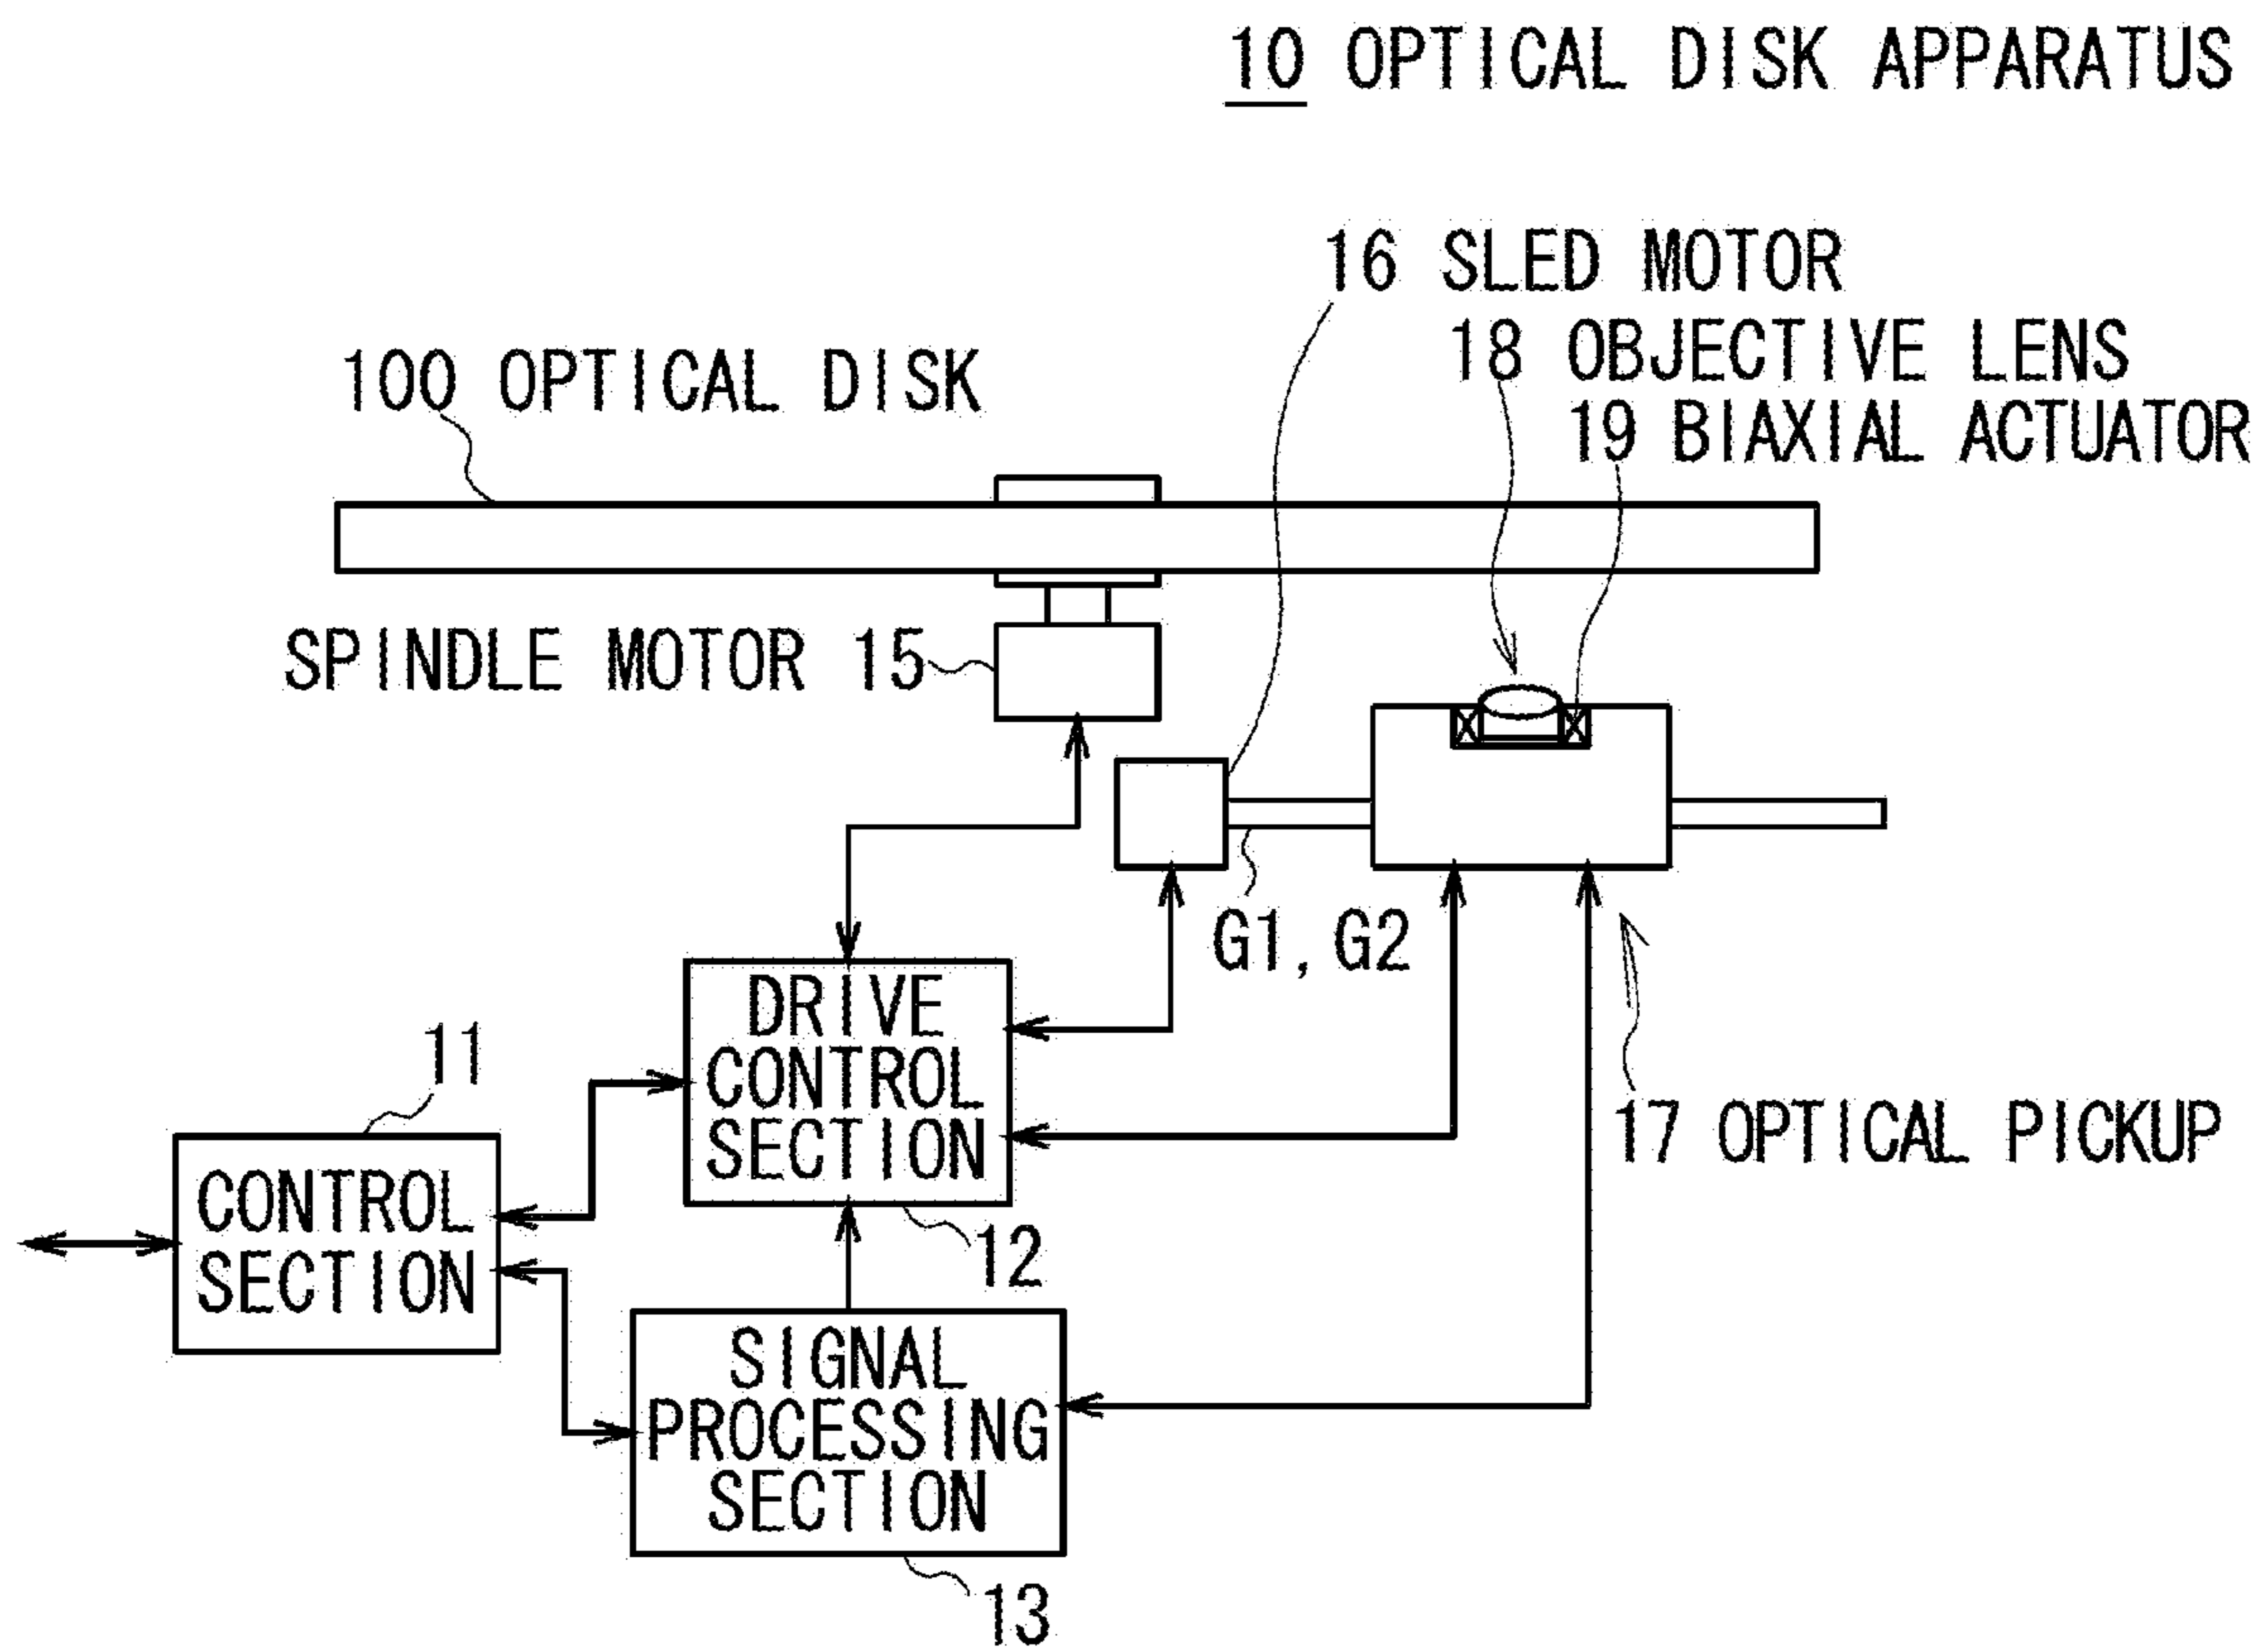 10 OPTICAL DISK APPARATUS
16 SLED MOTOR
18 OBJECTIVE LENS
100 OPTICAL DISK
19 BIAXIAL ACTUATOR
SPINDLE MOTOR 15
G1, G2
DRIVE
CONTROL
SECTION
11
17 OPTICAL PICKUP
CONTROL
SECTION
12
SIGNAL
PROCESSING
SECTION
13